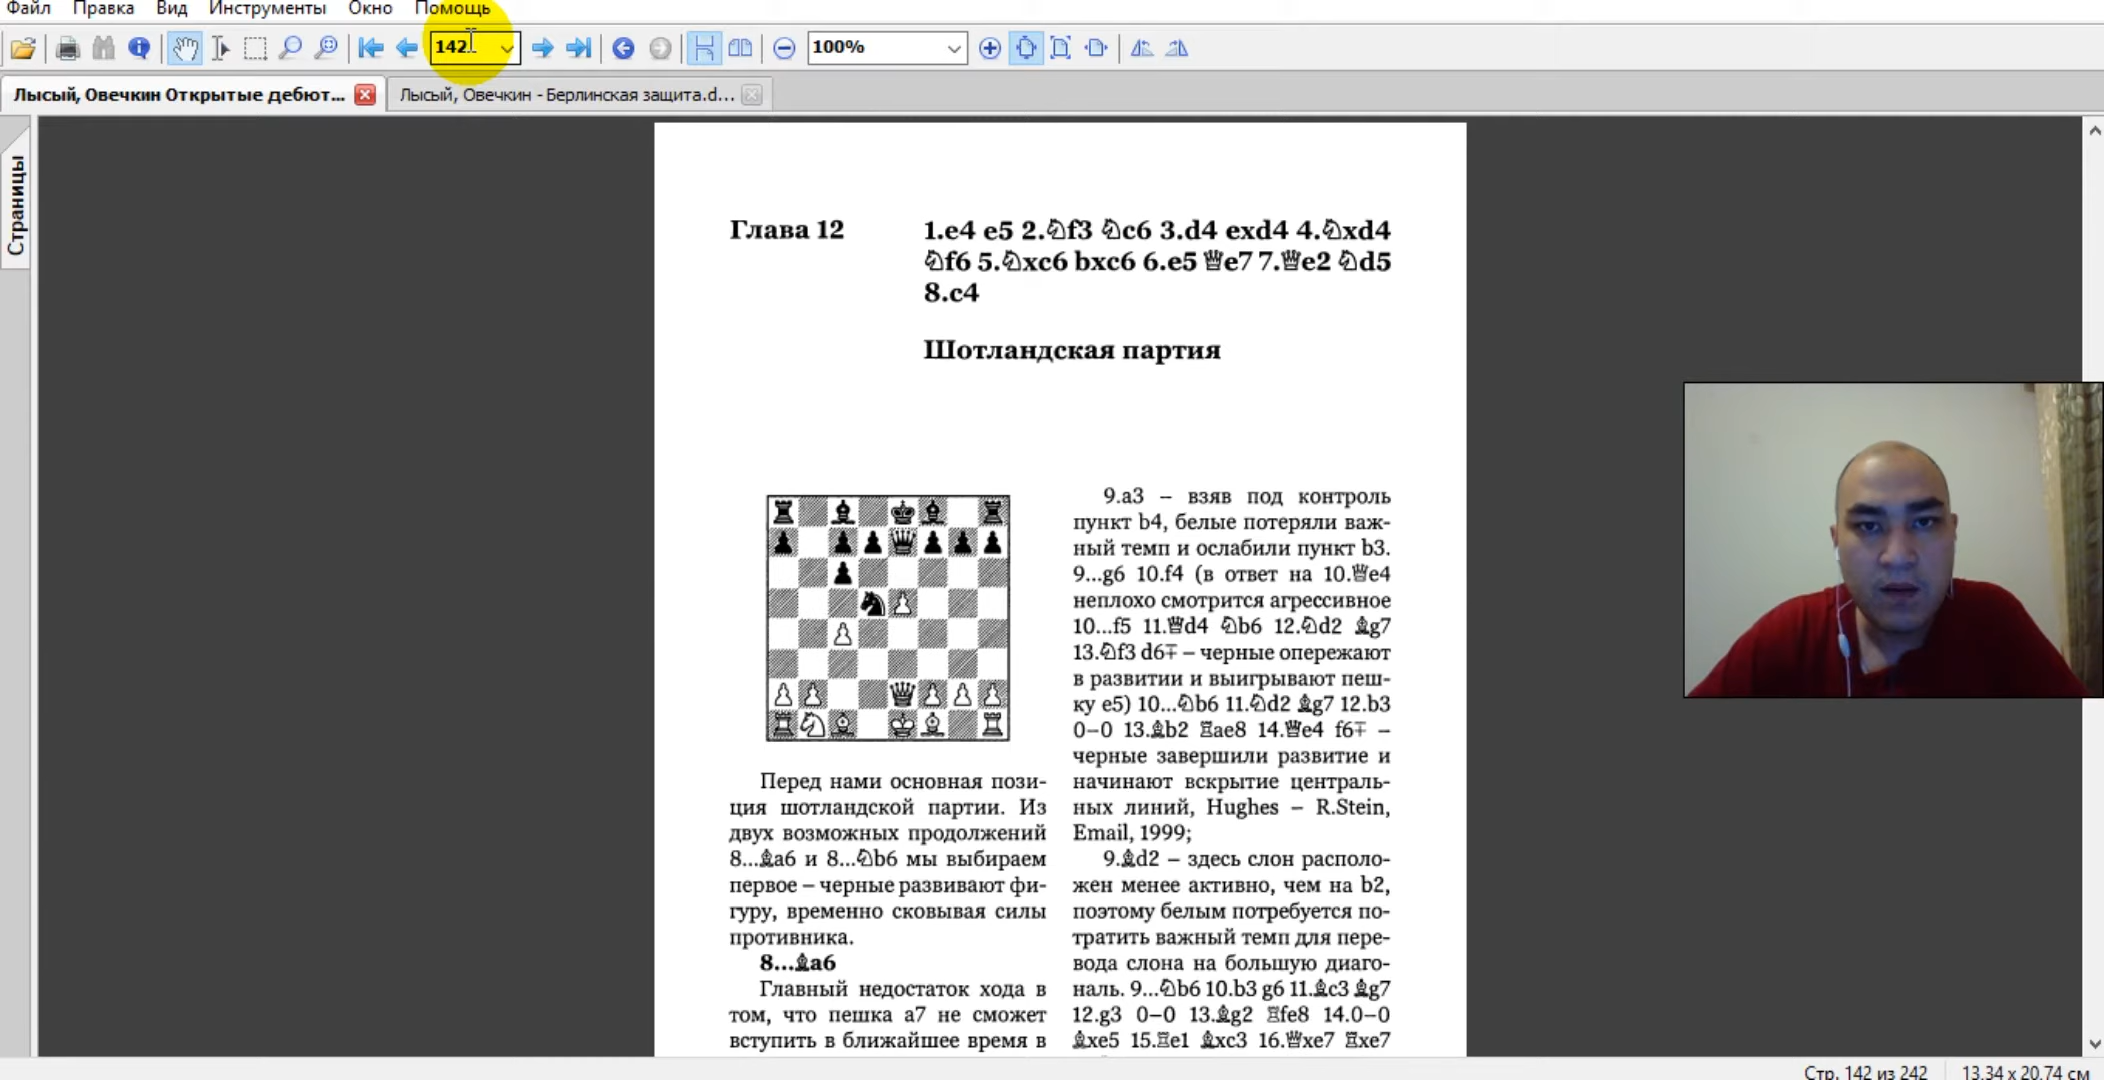 Файл Правка Вид Инструменты Окно Помощь
142 100%
Лысый, Овечкин Открытые дебют... Лысый, Овечкин - Берлинская защита.d...
Страницы
Глава 12
1.e4 e5 2.♘f3 ♘c6 3.d4 exd4 4.♘xd4
♘f6 5.♘xc6 bxc6 6.e5 ♕e7 7.♕e2 ♘d5
8.c4
Шотландская партия
Перед нами основная пози-
ция шотландской партии. Из
двух возможных продолжений
8...♗a6 и 8...♘b6 мы выбираем
первое – черные развивают фи-
гуру, временно сковывая силы
противника.
8...♗a6
Главный недостаток хода в
том, что пешка a7 не сможет
вступить в ближайшее время в
9.a3 – взяв под контроль
пункт b4, белые потеряли важ-
ный темп и ослабили пункт b3.
9...g6 10.f4 (в ответ на 10.♕e4
неплохо смотрится агрессивное
10...f5 11.♕d4 ♘b6 12.♘d2 ♗g7
13.♘f3 d6∓ – черные опережают
в развитии и выигрывают пеш-
ку e5) 10...♘b6 11.♘d2 ♗g7 12.b3
0–0 13.♗b2 ♖ae8 14.♕e4 f6∓ –
черные завершили развитие и
начинают вскрытие централь-
ных линий, Hughes – R.Stein,
Email, 1999;
9.♗d2 – здесь слон располо-
жен менее активно, чем на b2,
поэтому белым потребуется по-
тратить важный темп для пере-
вода слона на большую диаго-
наль. 9...♘b6 10.b3 g6 11.♗c3 ♗g7
12.g3 0–0 13.♗g2 ♖fe8 14.0–0
♗xe5 15.♖e1 ♗xc3 16.♕xe7 ♖xe7
Стр. 142 из 242 13.34 x 20.74 см